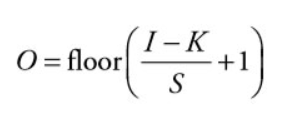 O = floor( (I − K)/S + 1 )